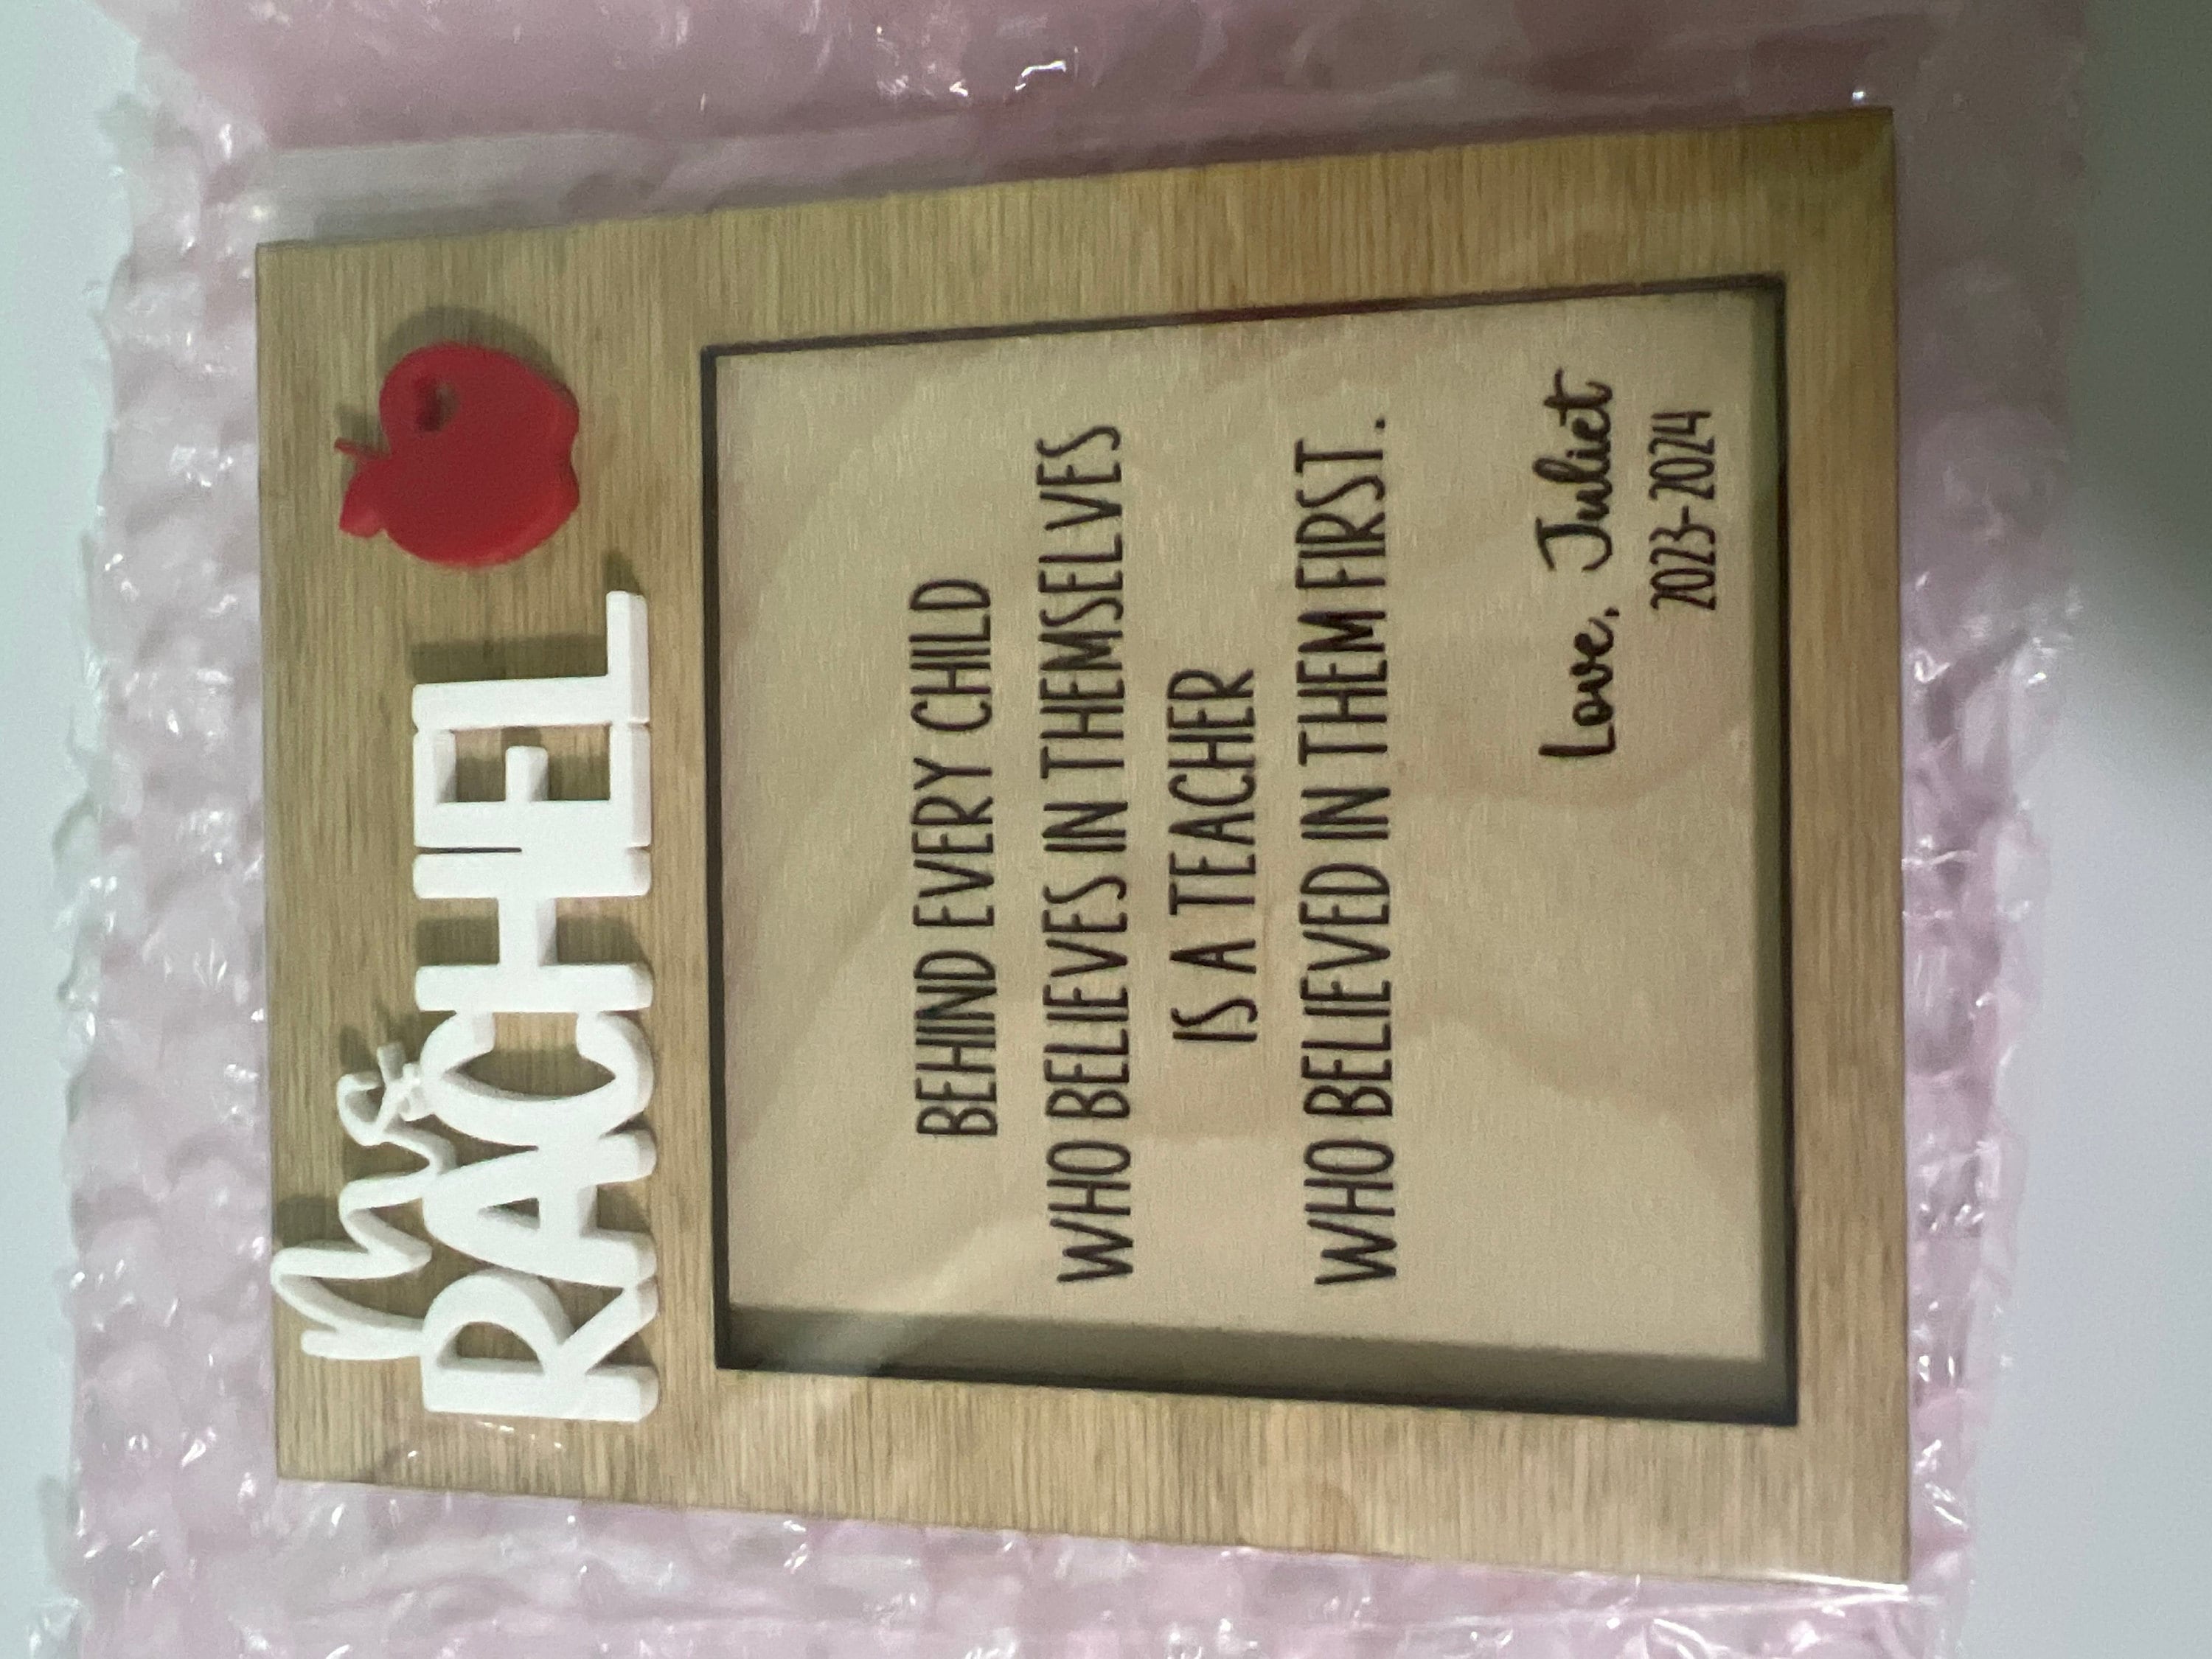 Mrs.
RACHEL
BEHIND EVERY CHILD
WHO BELIEVES IN THEMSELVES
IS A TEACHER
WHO BELIEVED IN THEM FIRST.
Love, Juliet
2023-2024